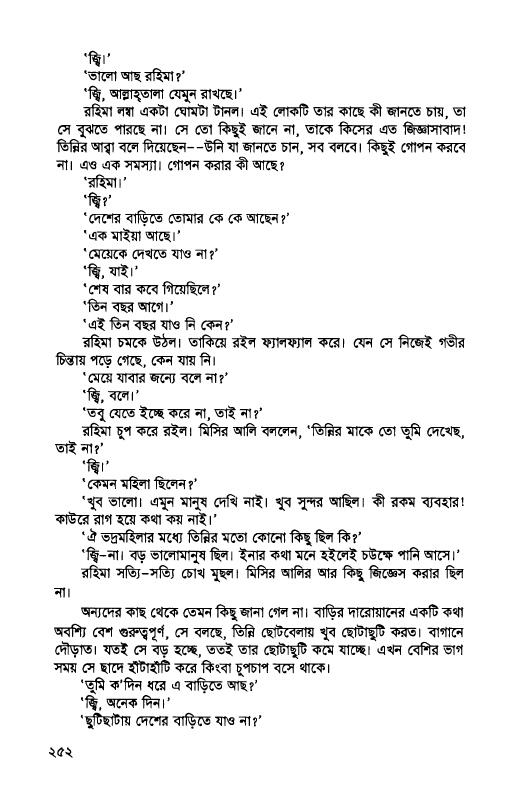 ‘জ্বি।’
‘ভালো আছ রহিমা?’
‘জ্বি, আল্লাহ্‌তালা যেমুন রাখছে।’
রহিমা লম্বা একটা ঘোমটা টানল। এই লোকটি তার কাছে কী জানতে চায়, তা
সে বুঝতে পারছে না। সে তো কিছুই জানে না, তাকে কিসের এত জিজ্ঞাসাবাদ!
তিন্নির আব্বা বলে দিয়েছেন––উনি যা জানতে চান, সব বলবে। কিছুই গোপন করবে
না। এও এক সমস্যা। গোপন করার কী আছে?
‘রহিমা।’
‘জ্বি?’
‘দেশের বাড়িতে তোমার কে কে আছেন?’
‘এক মাইয়া আছে।’
‘মেয়েকে দেখতে যাও না?’
‘জ্বি, যাই।’
‘শেষ বার কবে গিয়েছিলে?’
‘তিন বছর আগে।’
‘এই তিন বছর যাও নি কেন?’
রহিমা চমকে উঠল। তাকিয়ে রইল ফ্যালফ্যাল করে। যেন সে নিজেই গভীর
চিন্তায় পড়ে গেছে, কেন যায় নি।
‘মেয়ে যাবার জন্যে বলে না?’
‘জ্বি, বলে।’
‘তবু যেতে ইচ্ছে করে না, তাই না?’
রহিমা চুপ করে রইল। মিসির আলি বললেন, ‘তিন্নির মাকে তো তুমি দেখেছ,
তাই না?’
‘জ্বি।’
‘কেমন মহিলা ছিলেন?’
‘খুব ভালো। এমুন মানুষ দেখি নাই। খুব সুন্দর আছিল। কী রকম ব্যবহার!
কাউরে রাগ হয়ে কথা কয় নাই।’
‘ঐ ভদ্রমহিলার মধ্যে তিন্নির মতো কোনো কিছু ছিল কি?’
‘জ্বি–না। বড় ভালোমানুষ ছিল। ইনার কথা মনে হইলেই চউক্ষে পানি আসে।’
রহিমা সত্যি–সত্যি চোখ মুছল। মিসির আলির আর কিছু জিজ্ঞেস করার ছিল
না।
অন্যদের কাছ থেকে তেমন কিছু জানা গেল না। বাড়ির দারোয়ানের একটি কথা
অবশ্যি বেশ গুরুত্বপূর্ণ, সে বলছে, তিন্নি ছোটবেলায় খুব ছোটাছুটি করত। বাগানে
দৌড়াত। যতই সে বড় হচ্ছে, ততই তার ছোটাছুটি কমে যাচ্ছে। এখন বেশির ভাগ
সময় সে ছাদে হাঁটাহাঁটি করে কিংবা চুপচাপ বসে থাকে।
‘তুমি ক'দিন ধরে এ বাড়িতে আছ?’
‘জ্বি, অনেক দিন।’
‘ছুটিছাটায় দেশের বাড়িতে যাও না?’
২৫২